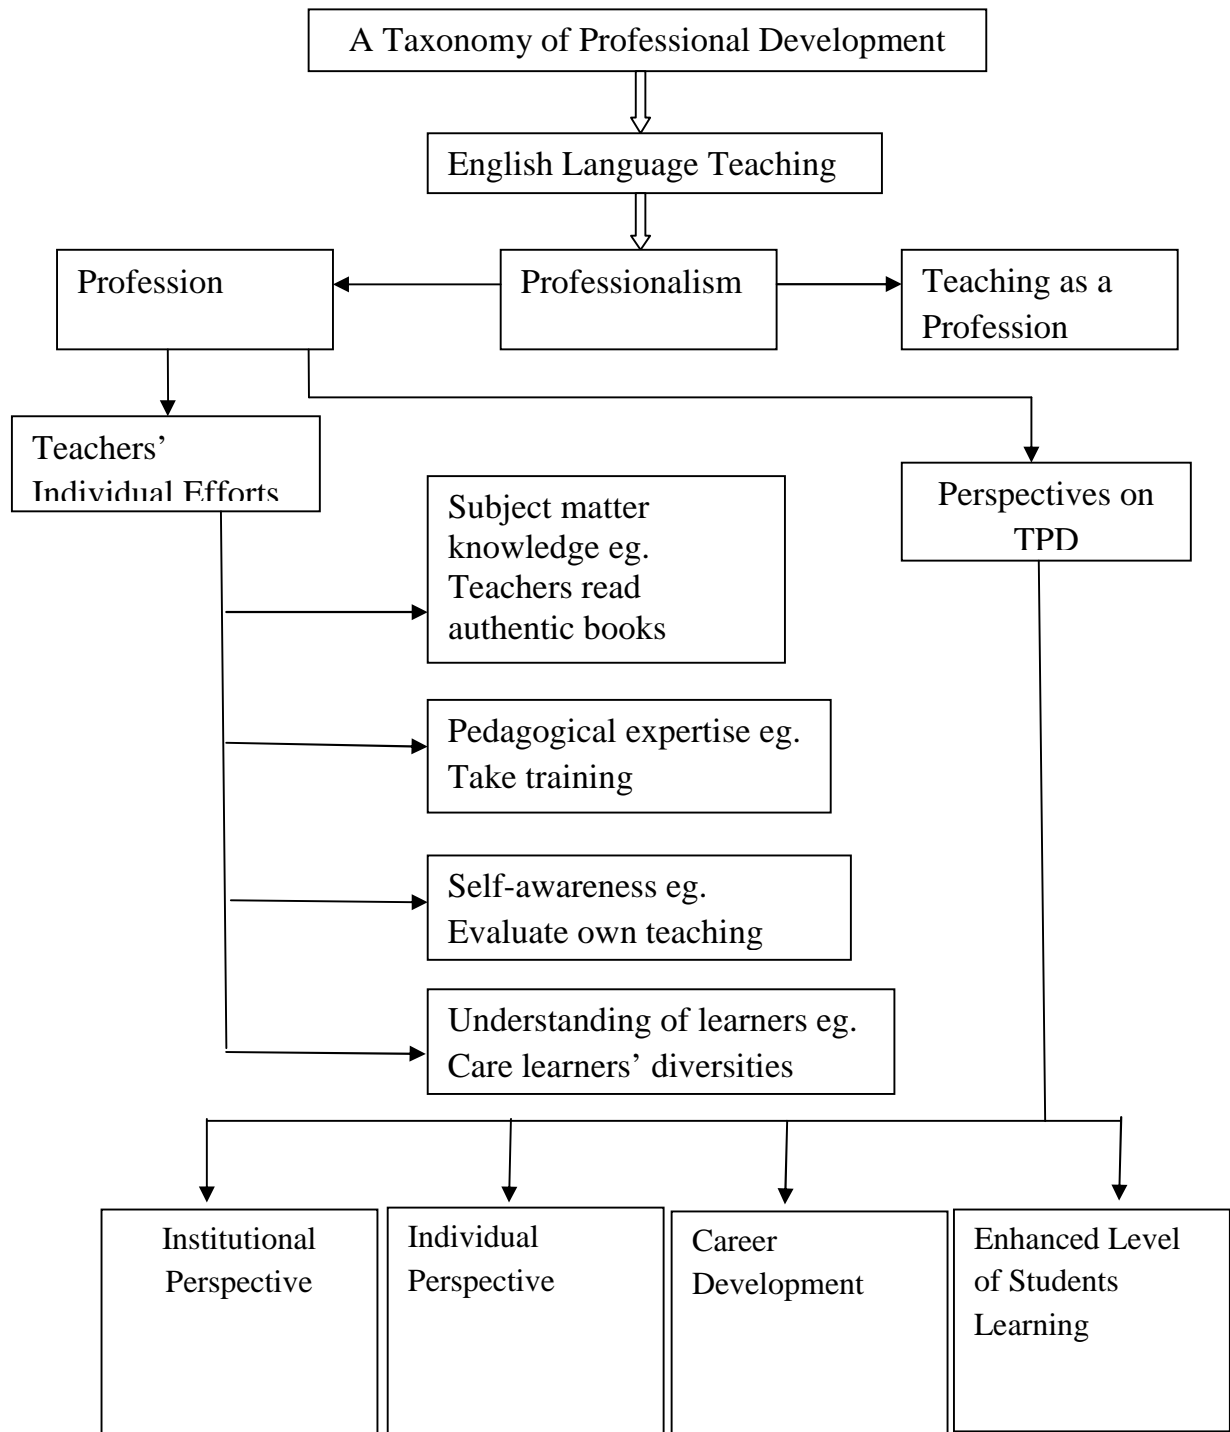 A Taxonomy of Professional Development
English Language Teaching
Profession
Professionalism
Teaching as a
Profession
Teachers’
Individual Efforts
Perspectives on
TPD
Subject matter
knowledge eg.
Teachers read
authentic books
Pedagogical expertise eg.
Take training
Self-awareness eg.
Evaluate own teaching
Understanding of learners eg.
Care learners’ diversities
Institutional
Perspective
Individual
Perspective
Career
Development
Enhanced Level
of Students
Learning